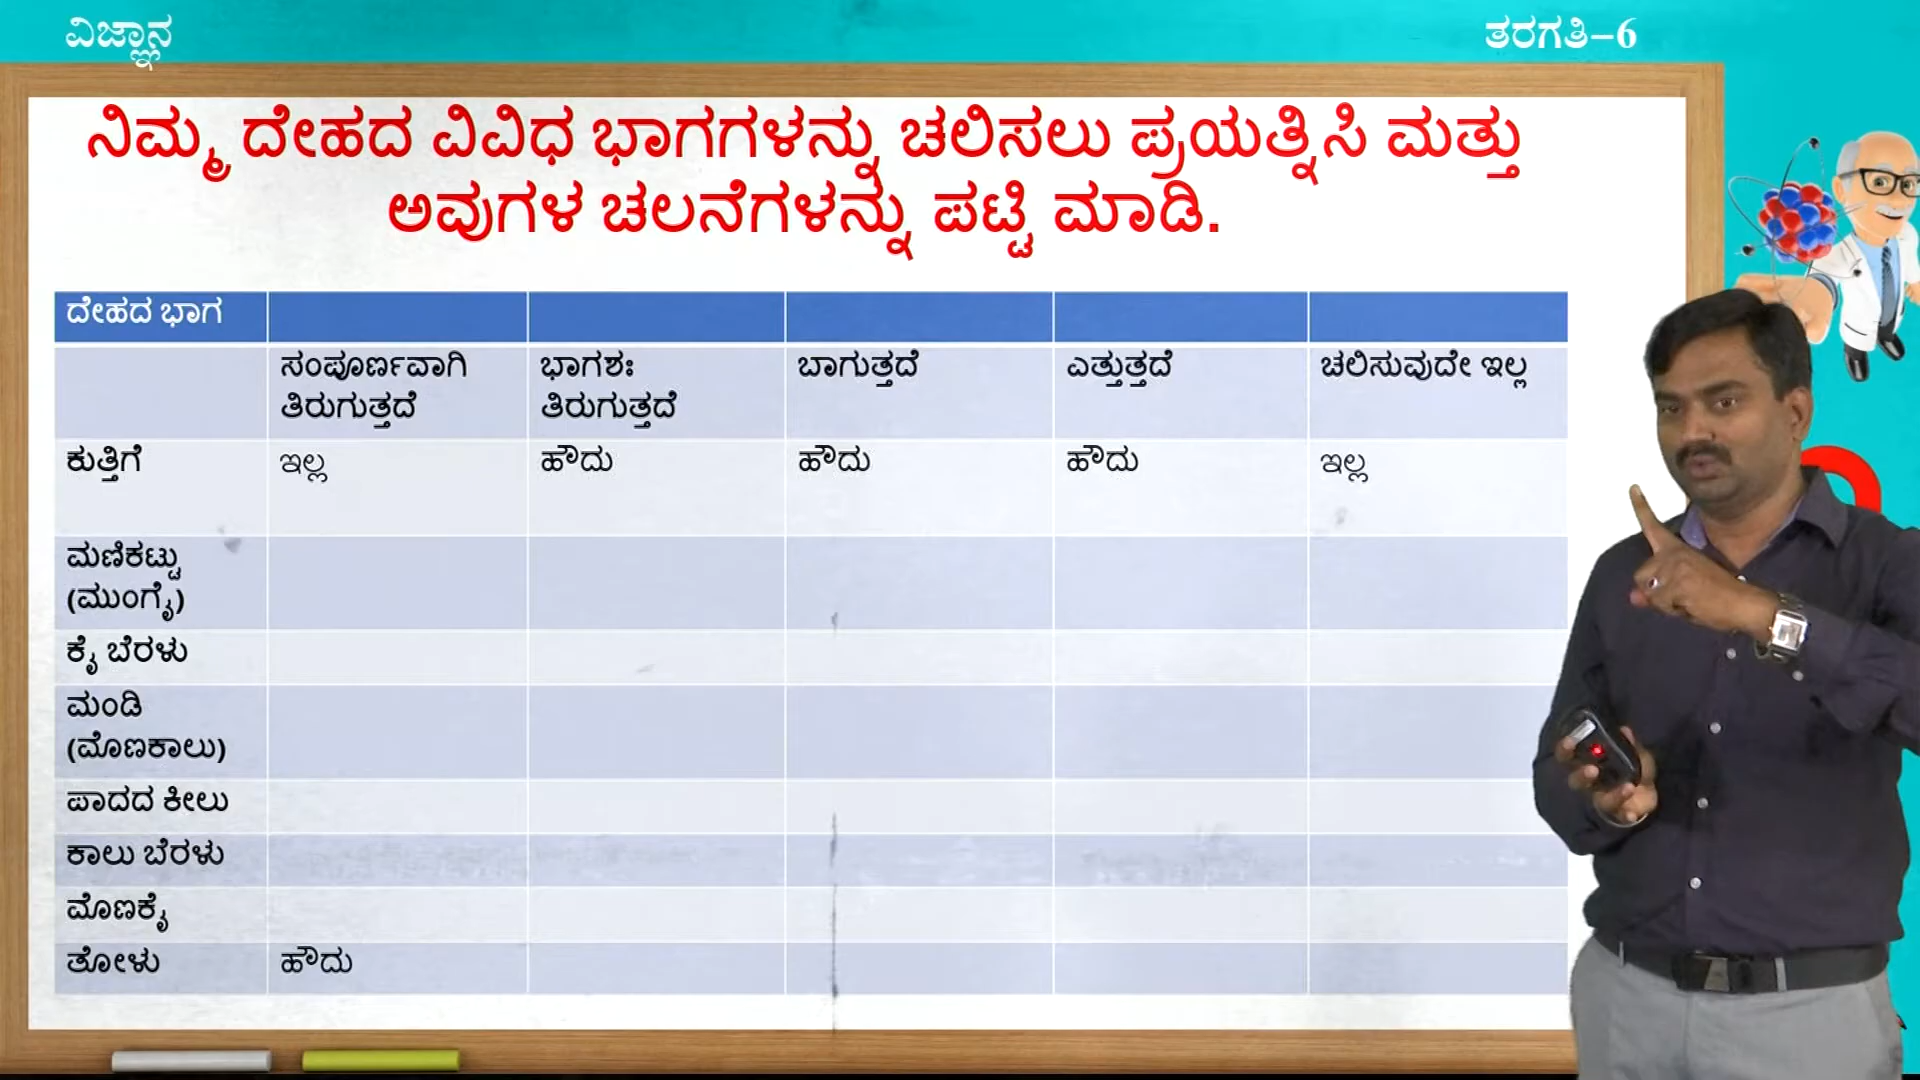 ವಿಜ್ಞಾನ
ತರಗತಿ–6
ನಿಮ್ಮ ದೇಹದ ವಿವಿಧ ಭಾಗಗಳನ್ನು ಚಲಿಸಲು ಪ್ರಯತ್ನಿಸಿ ಮತ್ತು
ಅವುಗಳ ಚಲನೆಗಳನ್ನು ಪಟ್ಟಿ ಮಾಡಿ.
ದೇಹದ ಭಾಗ
ಸಂಪೂರ್ಣವಾಗಿ
ತಿರುಗುತ್ತದೆ
ಭಾಗಶಃ
ತಿರುಗುತ್ತದೆ
ಬಾಗುತ್ತದೆ
ಎತ್ತುತ್ತದೆ
ಚಲಿಸುವುದೇ ಇಲ್ಲ
ಕುತ್ತಿಗೆ ಇಲ್ಲ ಹೌದು ಹೌದು ಹೌದು ಇಲ್ಲ
ಮಣಿಕಟ್ಟು
(ಮುಂಗೈ)
ಕೈ ಬೆರಳು
ಮಂಡಿ
(ಮೊಣಕಾಲು)
ಪಾದದ ಕೀಲು
ಕಾಲು ಬೆರಳು
ಮೊಣಕೈ
ತೋಳು ಹೌದು